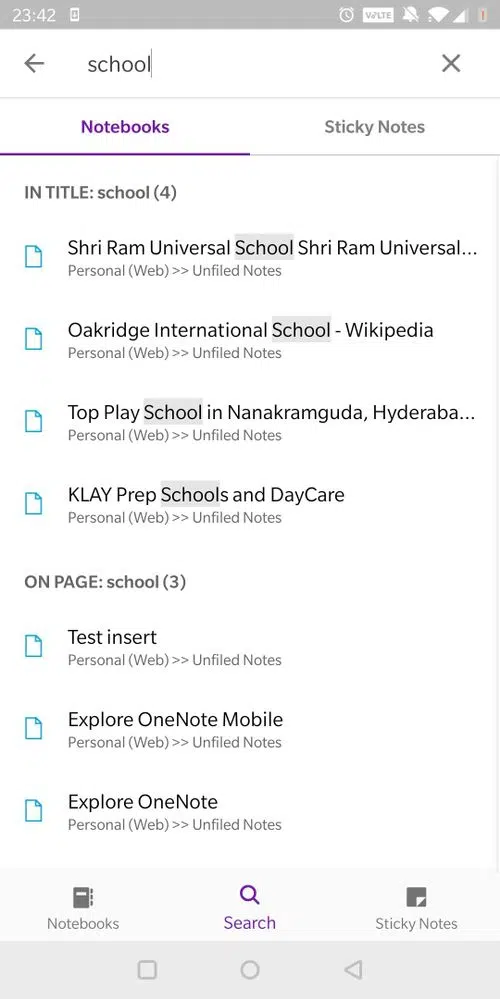 23:42 VoLTE
school
Notebooks Sticky Notes
IN TITLE: school (4)
Shri Ram Universal School Shri Ram Universal...
Personal (Web) >> Unfiled Notes
Oakridge International School - Wikipedia
Personal (Web) >> Unfiled Notes
Top Play School in Nanakramguda, Hyderaba...
Personal (Web) >> Unfiled Notes
KLAY Prep Schools and DayCare
Personal (Web) >> Unfiled Notes
ON PAGE: school (3)
Test insert
Personal (Web) >> Unfiled Notes
Explore OneNote Mobile
Personal (Web) >> Unfiled Notes
Explore OneNote
Personal (Web) >> Unfiled Notes
Notebooks Search Sticky Notes